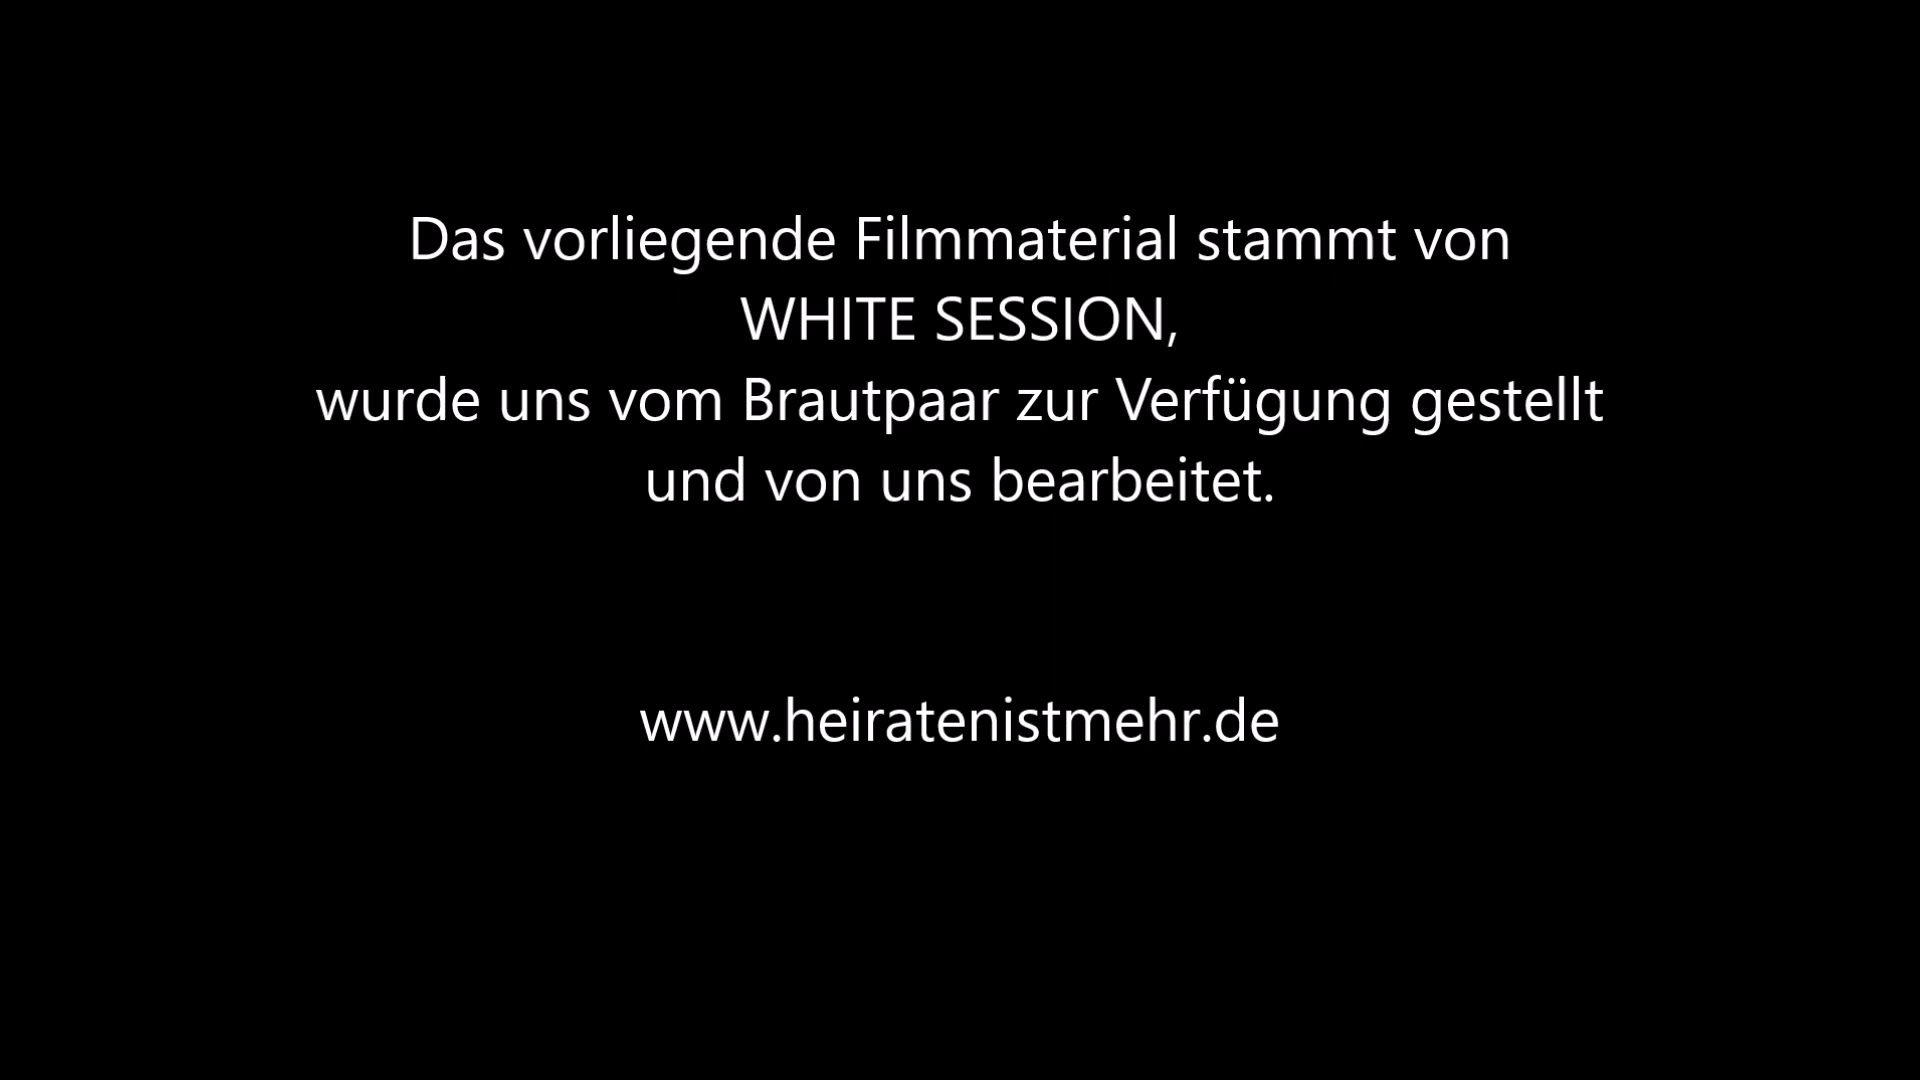 Das vorliegende Filmmaterial stammt von
WHITE SESSION,
wurde uns vom Brautpaar zur Verfügung gestellt
und von uns bearbeitet.
www.heiratenistmehr.de